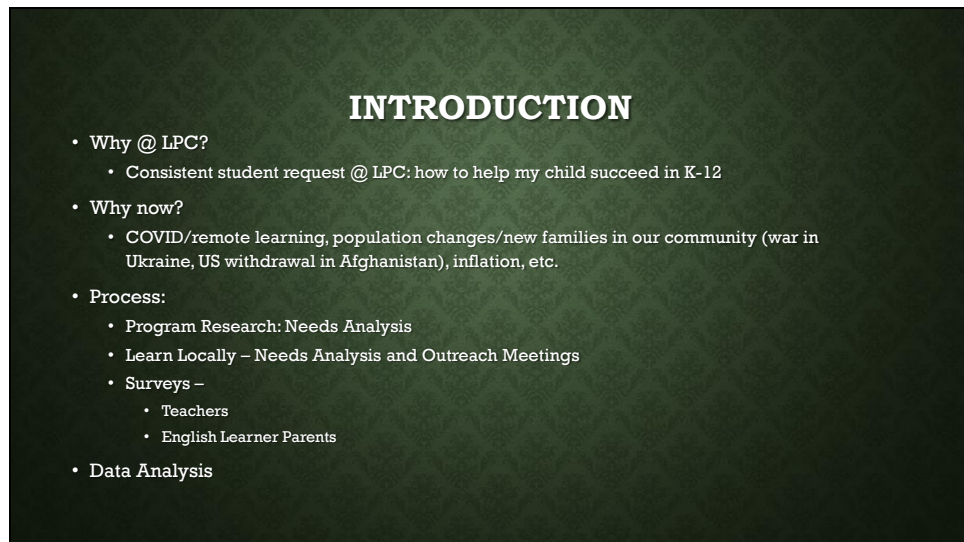 INTRODUCTION
• Why @ LPC?
• Consistent student request @ LPC: how to help my child succeed in K-12
• Why now?
• COVID/remote learning, population changes/new families in our community (war in
Ukraine, US withdrawal in Afghanistan), inflation, etc.
• Process:
• Program Research: Needs Analysis
• Learn Locally – Needs Analysis and Outreach Meetings
• Surveys –
• Teachers
• English Learner Parents
• Data Analysis